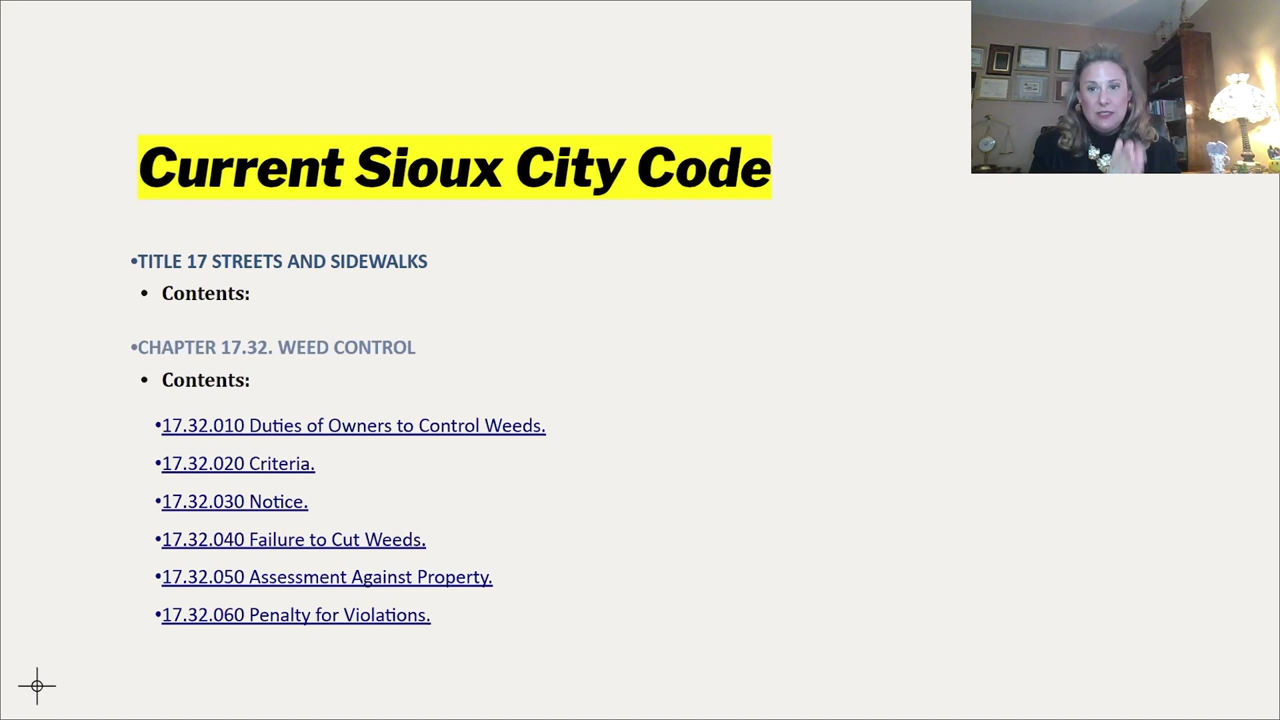 Current Sioux City Code
•TITLE 17 STREETS AND SIDEWALKS
• Contents:
•CHAPTER 17.32. WEED CONTROL
• Contents:
•17.32.010 Duties of Owners to Control Weeds.
•17.32.020 Criteria.
•17.32.030 Notice.
•17.32.040 Failure to Cut Weeds.
•17.32.050 Assessment Against Property.
•17.32.060 Penalty for Violations.